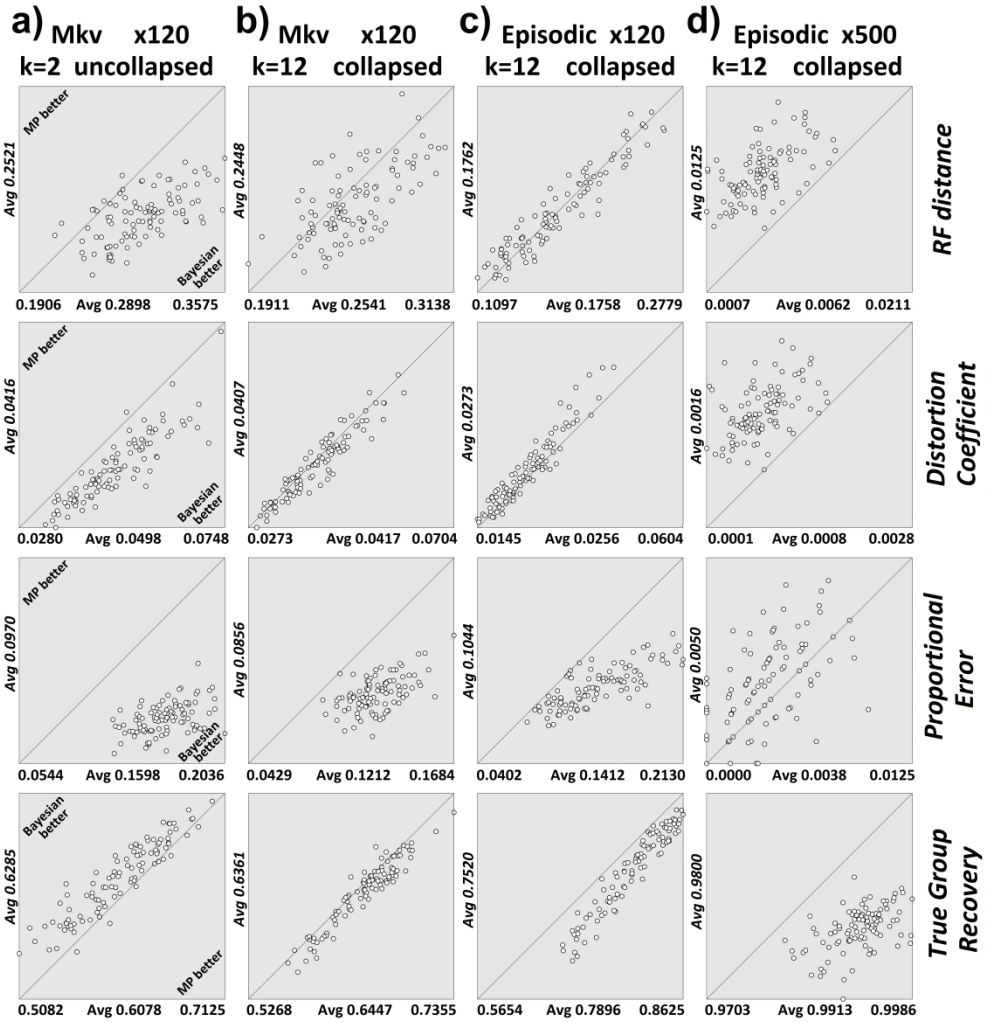 a) Mkv x120
k=2 uncollapsed
b) Mkv x120
k=12 collapsed
c) Episodic x120
k=12 collapsed
d) Episodic x500
k=12 collapsed
MP better
Bayesian
better
Avg 0.2521
0.1906 Avg 0.2898 0.3575
Avg 0.2448
0.1911 Avg 0.2541 0.3138
Avg 0.1762
0.1097 Avg 0.1758 0.2779
Avg 0.0125
0.0007 Avg 0.0062 0.0211
RF distance
MP better
Bayesian
better
Avg 0.0416
0.0280 Avg 0.0498 0.0748
Avg 0.0407
0.0273 Avg 0.0417 0.0704
Avg 0.0273
0.0145 Avg 0.0256 0.0604
Avg 0.0016
0.0001 Avg 0.0008 0.0028
Distortion
Coefficient
MP better
Bayesian
better
Avg 0.0970
0.0544 Avg 0.1598 0.2036
Avg 0.0856
0.0429 Avg 0.1212 0.1684
Avg 0.1044
0.0402 Avg 0.1412 0.2130
Avg 0.0050
0.0000 Avg 0.0038 0.0125
Proportional
Error
Bayesian
better
MP better
Avg 0.6285
0.5082 Avg 0.6078 0.7125
Avg 0.6361
0.5268 Avg 0.6447 0.7355
Avg 0.7520
0.5654 Avg 0.7896 0.8625
Avg 0.9800
0.9703 Avg 0.9913 0.9986
True Group
Recovery